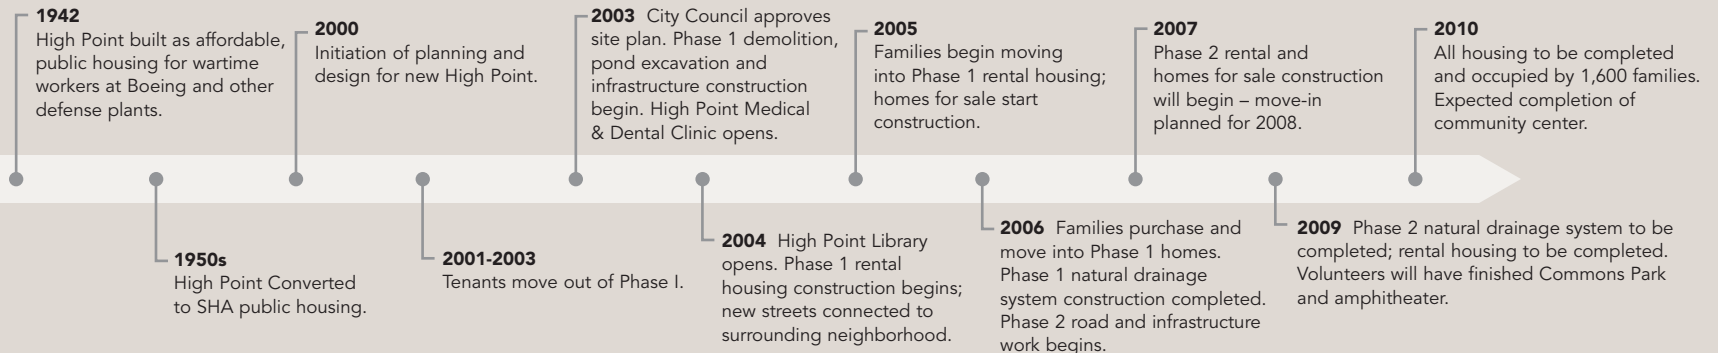 1942
High Point built as affordable,
public housing for wartime
workers at Boeing and other
defense plants.
1950s
High Point Converted
to SHA public housing.
2000
Initiation of planning and
design for new High Point.
2001-2003
Tenants move out of Phase I.
2003 City Council approves
site plan. Phase 1 demolition,
pond excavation and
infrastructure construction
begin. High Point Medical
& Dental Clinic opens.
2004 High Point Library
opens. Phase 1 rental
housing construction begins;
new streets connected to
surrounding neighborhood.
2005
Families begin moving
into Phase 1 rental housing;
homes for sale start
construction.
2006 Families purchase and
move into Phase 1 homes.
Phase 1 natural drainage
system construction completed.
Phase 2 road and infrastructure
work begins.
2007
Phase 2 rental and
homes for sale construction
will begin – move-in
planned for 2008.
2009 Phase 2 natural drainage system to be
completed; rental housing to be completed.
Volunteers will have finished Commons Park
and amphitheater.
2010
All housing to be completed
and occupied by 1,600 families.
Expected completion of
community center.